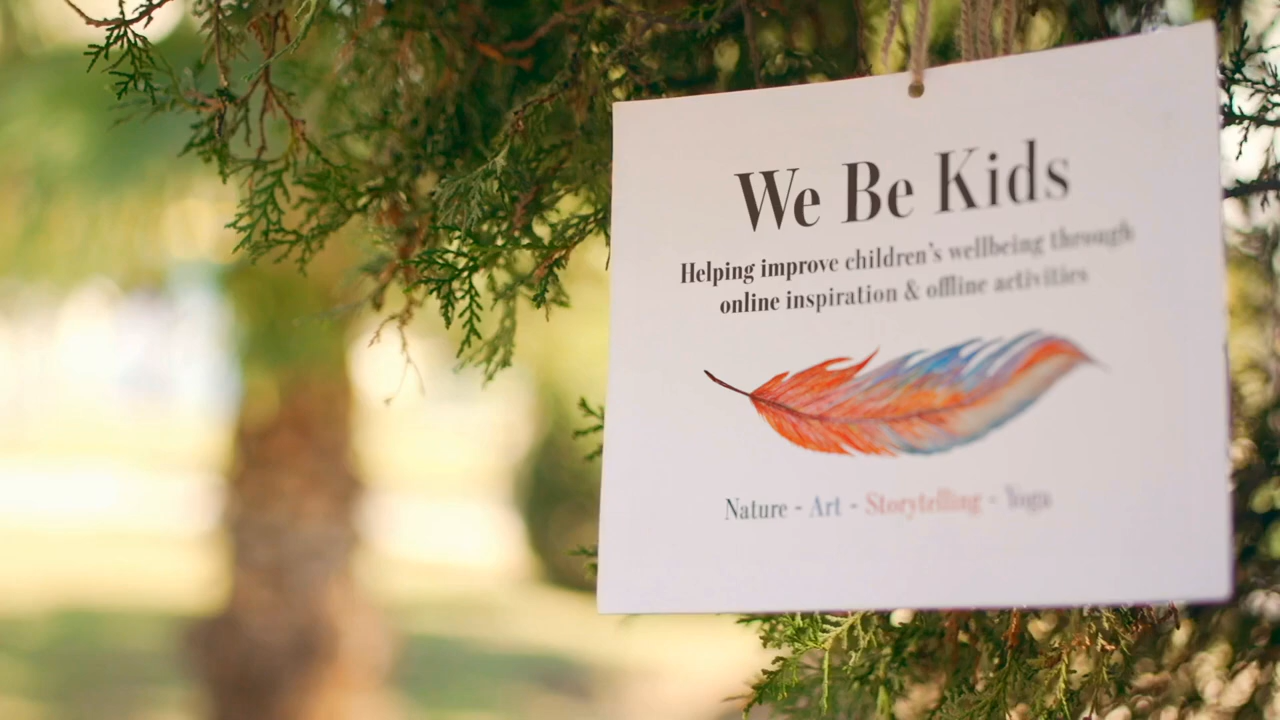 We Be Kids
Helping improve children's wellbeing through
online inspiration & offline activities
Nature - Art - Storytelling - Yoga